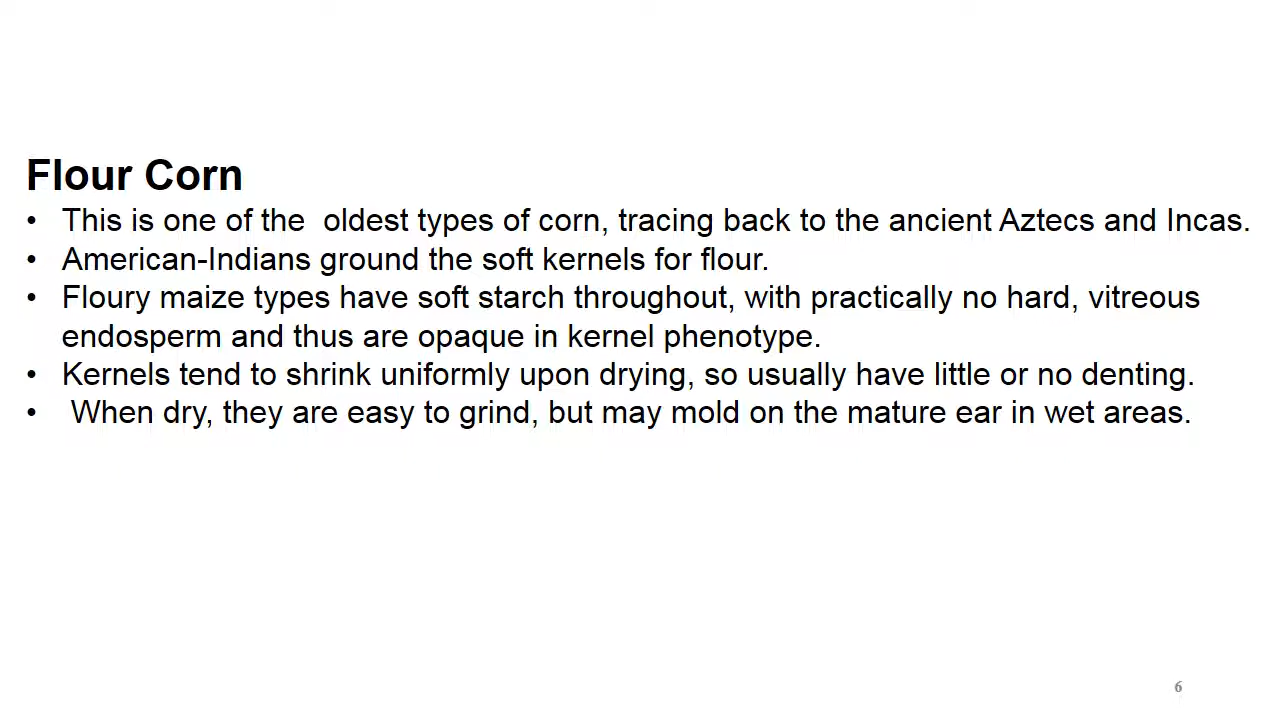 Flour Corn
• This is one of the  oldest types of corn, tracing back to the ancient Aztecs and Incas.
• American-Indians ground the soft kernels for flour.
• Floury maize types have soft starch throughout, with practically no hard, vitreous
endosperm and thus are opaque in kernel phenotype.
• Kernels tend to shrink uniformly upon drying, so usually have little or no denting.
•  When dry, they are easy to grind, but may mold on the mature ear in wet areas.
6